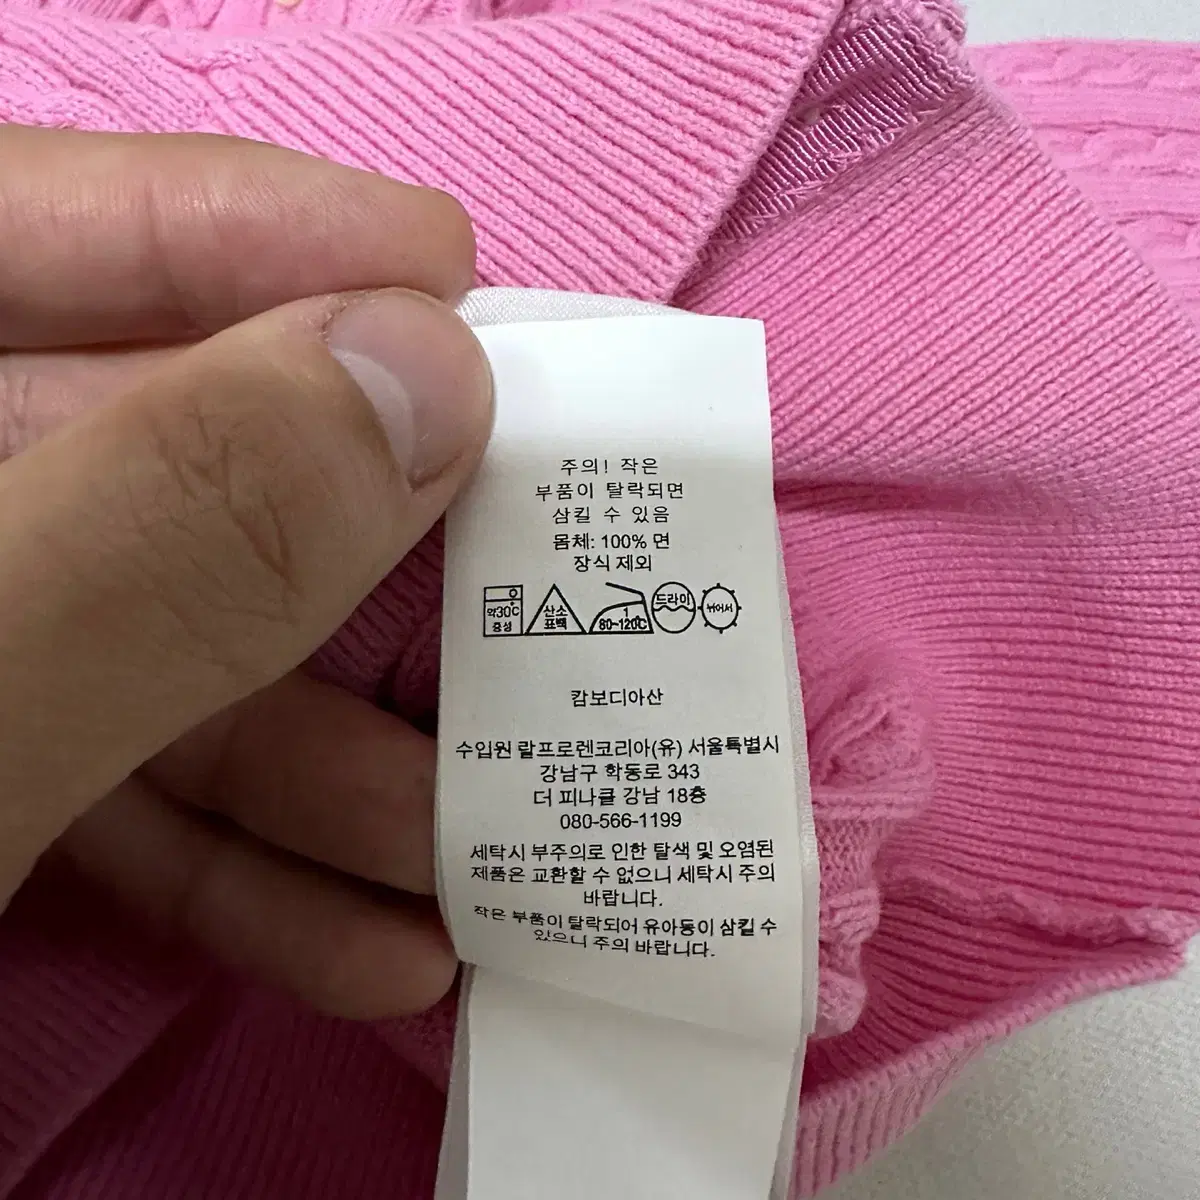 주의! 작은
부품이 탈락되면
삼킬 수 있음
몸체: 100% 면
장식 제외
약30℃ 중성
산소 표백
1 80~120℃
드라이
뉘어서
캄보디아산
수입원 랄프로렌코리아(유) 서울특별시
강남구 학동로 343
더 피나클 강남 18층
080-566-1199
세탁시 부주의로 인한 탈색 및 오염된
제품은 교환할 수 없으니 세탁시 주의
바랍니다.
작은 부품이 탈락되어 유아동이 삼킬 수
있으니 주의 바랍니다.